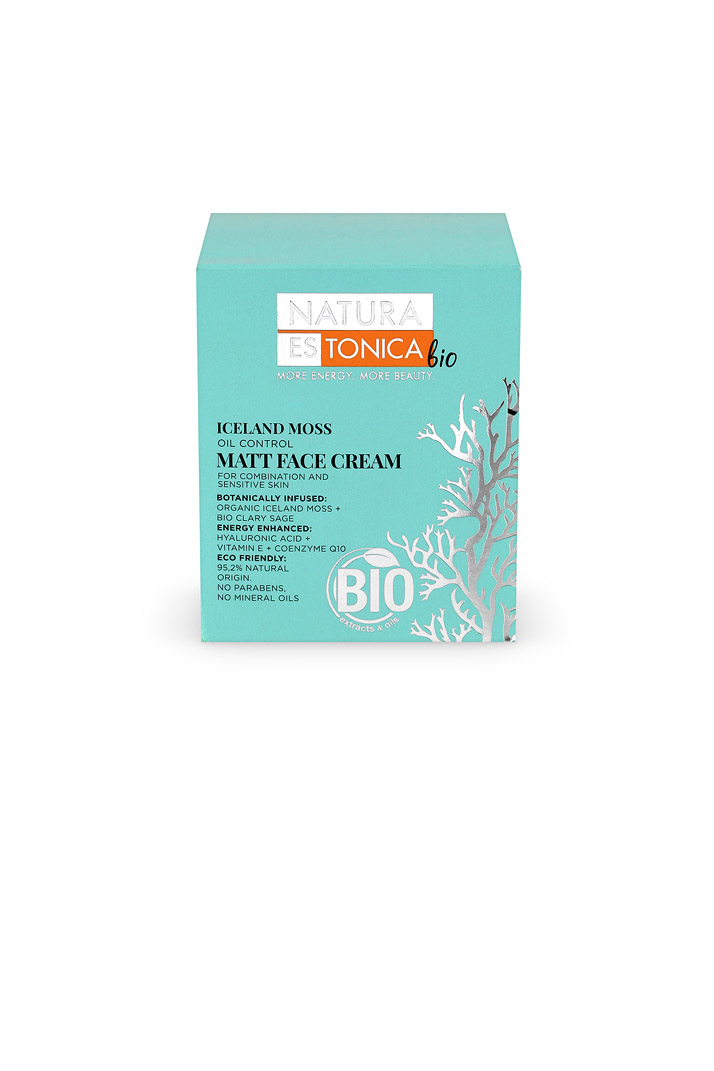 NATURA
ES TONICA bio
MORE ENERGY. MORE BEAUTY
ICELAND MOSS
OIL CONTROL
MATT FACE CREAM
FOR COMBINATION AND
SENSITIVE SKIN
BOTANICALLY INFUSED:
ORGANIC ICELAND MOSS +
BIO CLARY SAGE
ENERGY ENHANCED:
HYALURONIC ACID +
VITAMIN E + COENZYME Q10
ECO FRIENDLY:
95,2% NATURAL
ORIGIN.
NO PARABENS,
NO MINERAL OILS
BIO
extracts & oils